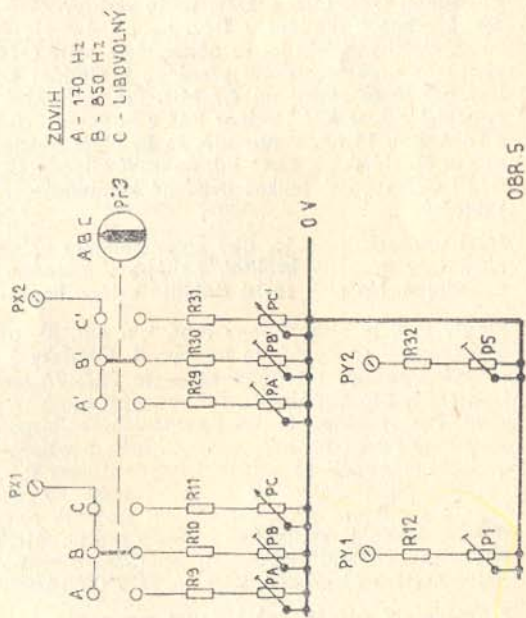 ZDVIH
A - 170 Hz
B - 850 Hz
C - LIBOVOLNÝ
PX1
PX2
A B C
Př3
A B C A' B' C'
R9 R10 R11 R29 R30 R31
PA PB PC PA' PB' PC'
0 V
PY1 PY2
R12 R32
P1 P5
OBR. 5